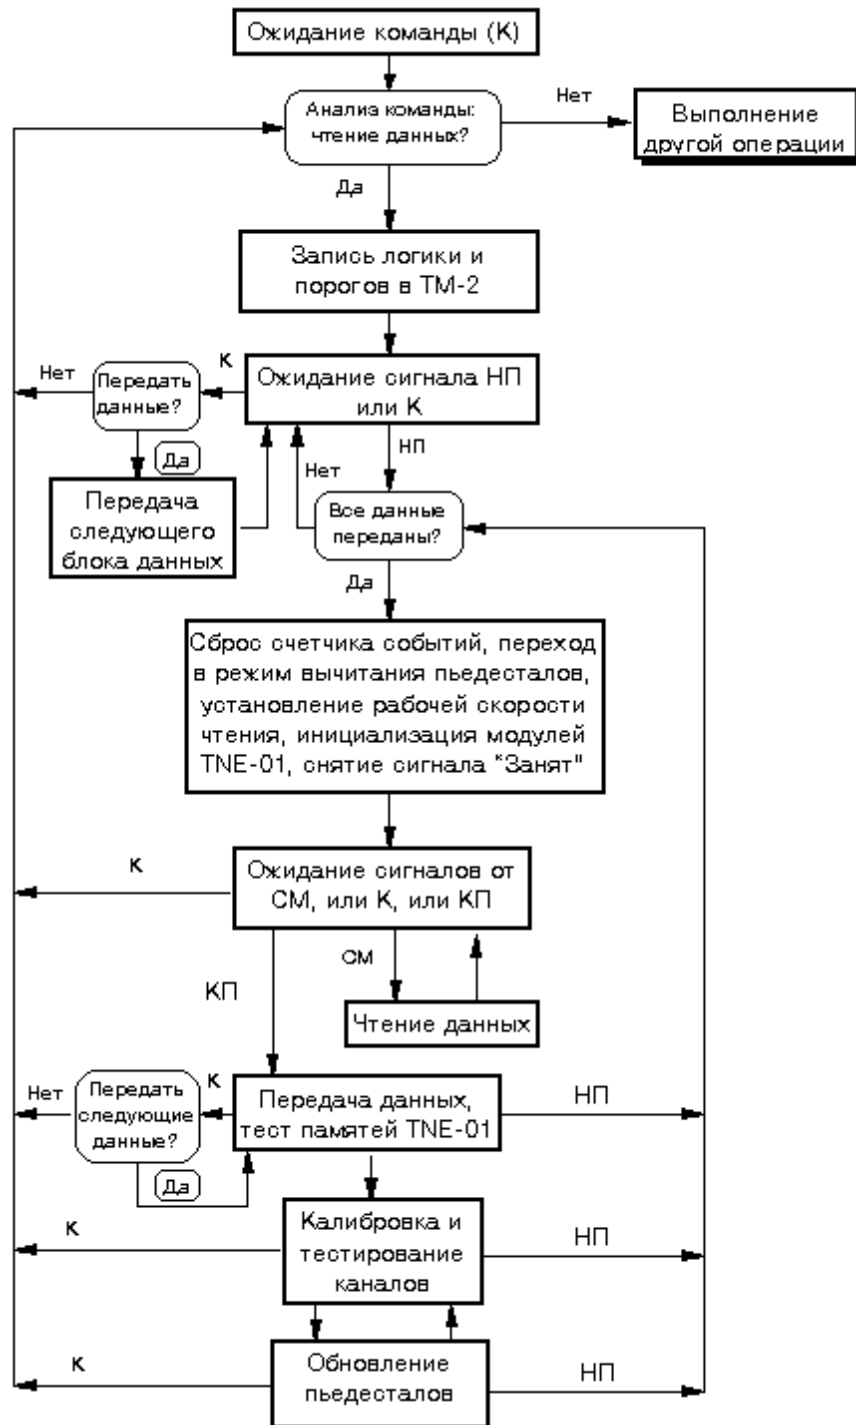 Ожидание команды (К)
Анализ команды:
чтение данных?
Нет
Выполнение
другой операции
Да
Запись логики и
порогов в ТМ-2
Нет
Передать
данные?
К
Ожидание сигнала НП
или К
Да
НП
Нет
Передача
следующего
блока данных
Все данные
переданы?
Да
Сброс счетчика событий, переход
в режим вычитания пьедесталов,
установление рабочей скорости
чтения, инициализация модулей
TNE-01, снятие сигнала "Занят"
К
Ожидание сигналов от
СМ, или К, или КП
СМ
КП
Чтение данных
Нет
Передать
следующие
данные?
К
Передача данных,
тест памятей TNE-01
НП
Да
К
Калибровка и
тестирование
каналов
НП
К
Обновление
пьедесталов
НП